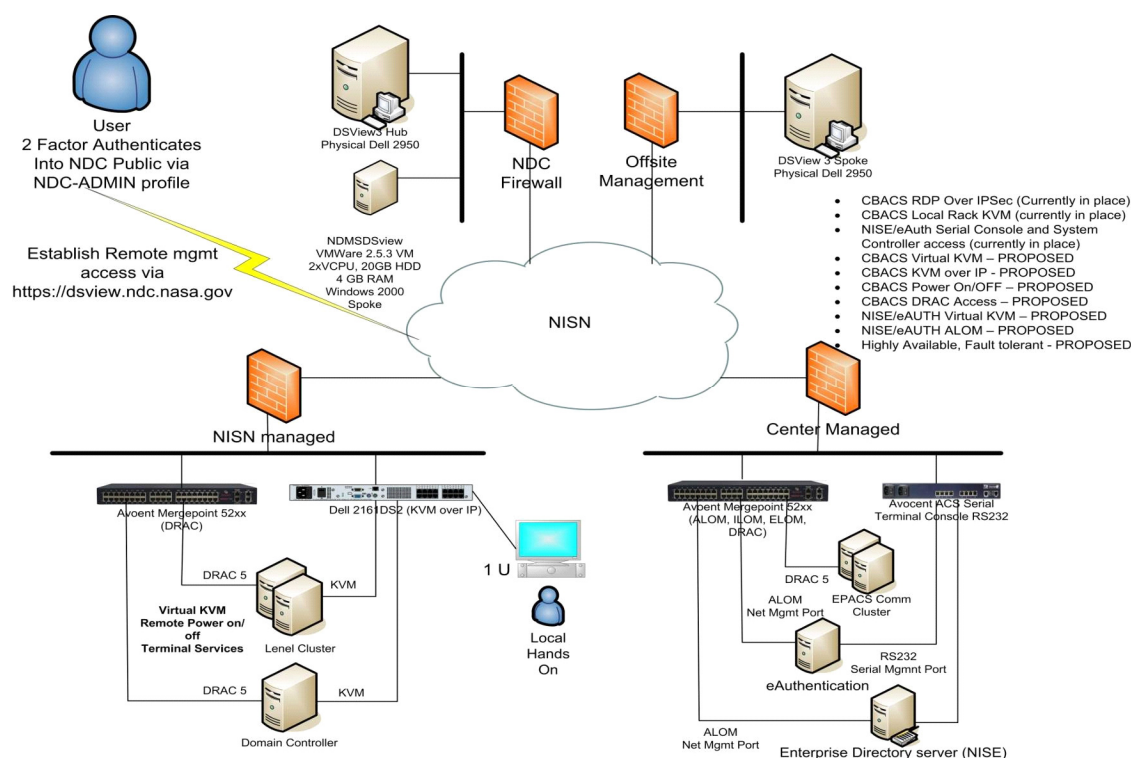 User
2 Factor Authenticates
Into NDC Public via
NDC-ADMIN profile
Establish Remote mgmt
access via
https://dsview.ndc.nasa.gov
DSView3 Hub
Physical Dell 2950
NDMSDSview
VMWare 2.5.3 VM
2xVCPU, 20GB HDD
4 GB RAM
Windows 2000
Spoke
NDC
Firewall
Offsite
Management
DSView 3 Spoke
Physical Dell 2950
• CBACS RDP Over IPSec (Currently in place)
• CBACS Local Rack KVM (currently in place)
• NISE/eAuth Serial Console and System
Controller access (currently in place)
• CBACS Virtual KVM – PROPOSED
• CBACS KVM over IP - PROPOSED
• CBACS Power On/OFF – PROPOSED
• CBACS DRAC Access – PROPOSED
• NISE/eAUTH Virtual KVM – PROPOSED
• NISE/eAUTH ALOM – PROPOSED
• Highly Available, Fault tolerant - PROPOSED
NISN
NISN managed
Center Managed
Avoent Mergepoint 52xx
(DRAC)
Dell 2161DS2 (KVM over IP)
1 U
Local
Hands
On
DRAC 5
KVM
Virtual KVM
Remote Power on/
off
Terminal Services
Lenel Cluster
DRAC 5
KVM
Domain Controller
Avoent Mergepoint 52xx
(ALOM, ILOM, ELOM,
DRAC)
Avocent ACS Serial
Terminal Console RS232
DRAC 5
EPACS Comm
Cluster
ALOM
Net Mgmt Port
RS232
Serial Mgmnt Port
eAuthentication
ALOM
Net Mgmt Port
Enterprise Directory server (NISE)